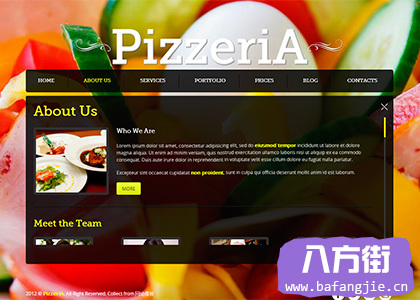 PizzeriA
HOME ABOUT US SERVICES PORTFOLIO PRICES BLOG CONTACTS
About Us
Who We Are
Lorem ipsum dolor sit amet, consectetur adipisicing elit, sed do eiusmod tempor incididunt ut labore et dolore
magna aliqua. Ut enim ad minim veniam, quis nostrud exercitation ullamco laboris nisi ut aliquip ex ea commodo
consequat. Duis aute irure dolor in reprehenderit in voluptate velit esse cillum dolore eu fugiat nulla pariatur.
Excepteur sint occaecat cupidatat non proident, sunt in culpa qui officia deserunt mollit anim id est laborum.
MORE
Meet the Team
2012 © Pizzeria, All Right Reserved. Collect from
八方街
www.bafangjie.cn